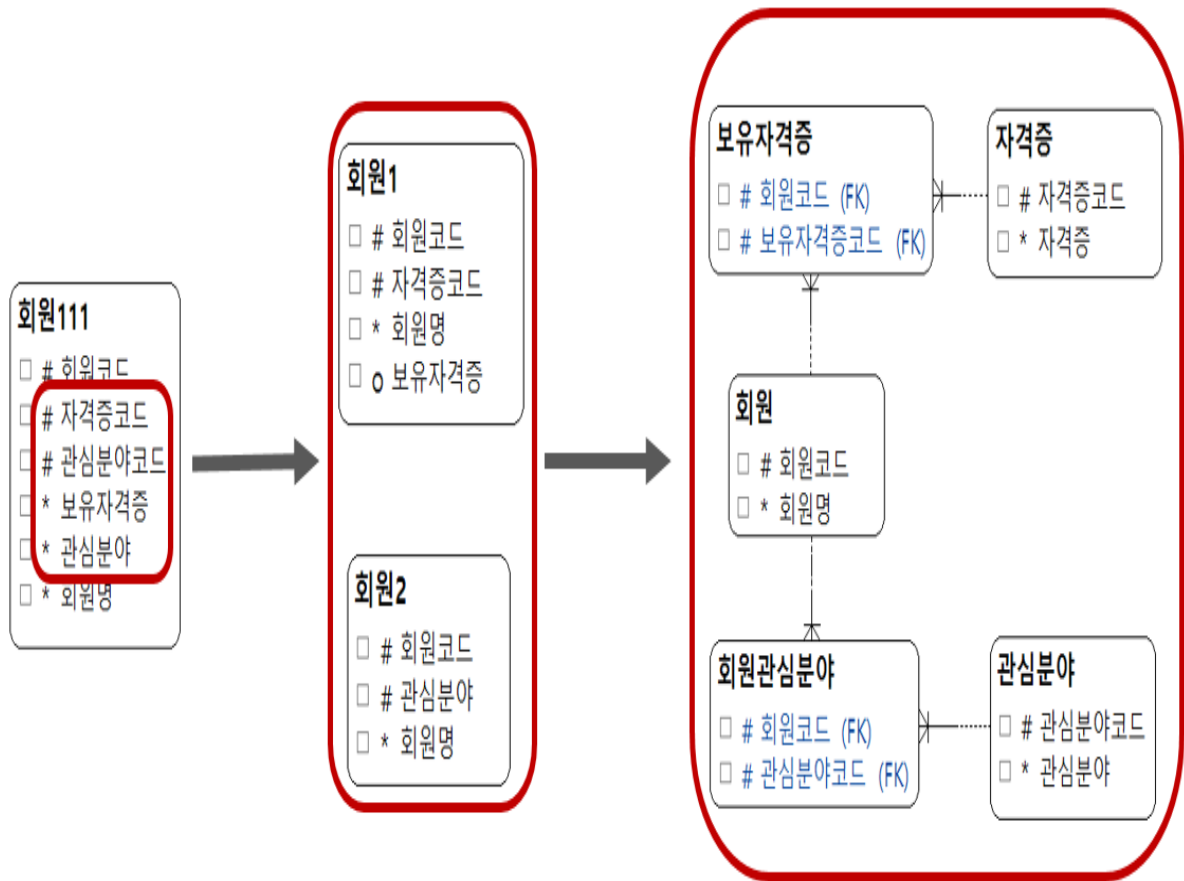 회원111
# 회원코드
# 자격증코드
# 관심분야코드
* 보유자격증
* 관심분야
* 회원명
회원1
# 회원코드
# 자격증코드
* 회원명
o 보유자격증
회원2
# 회원코드
# 관심분야
* 회원명
보유자격증
# 회원코드 (FK)
# 보유자격증코드 (FK)
자격증
# 자격증코드
* 자격증
회원
# 회원코드
* 회원명
회원관심분야
# 회원코드 (FK)
# 관심분야코드 (FK)
관심분야
# 관심분야코드
* 관심분야